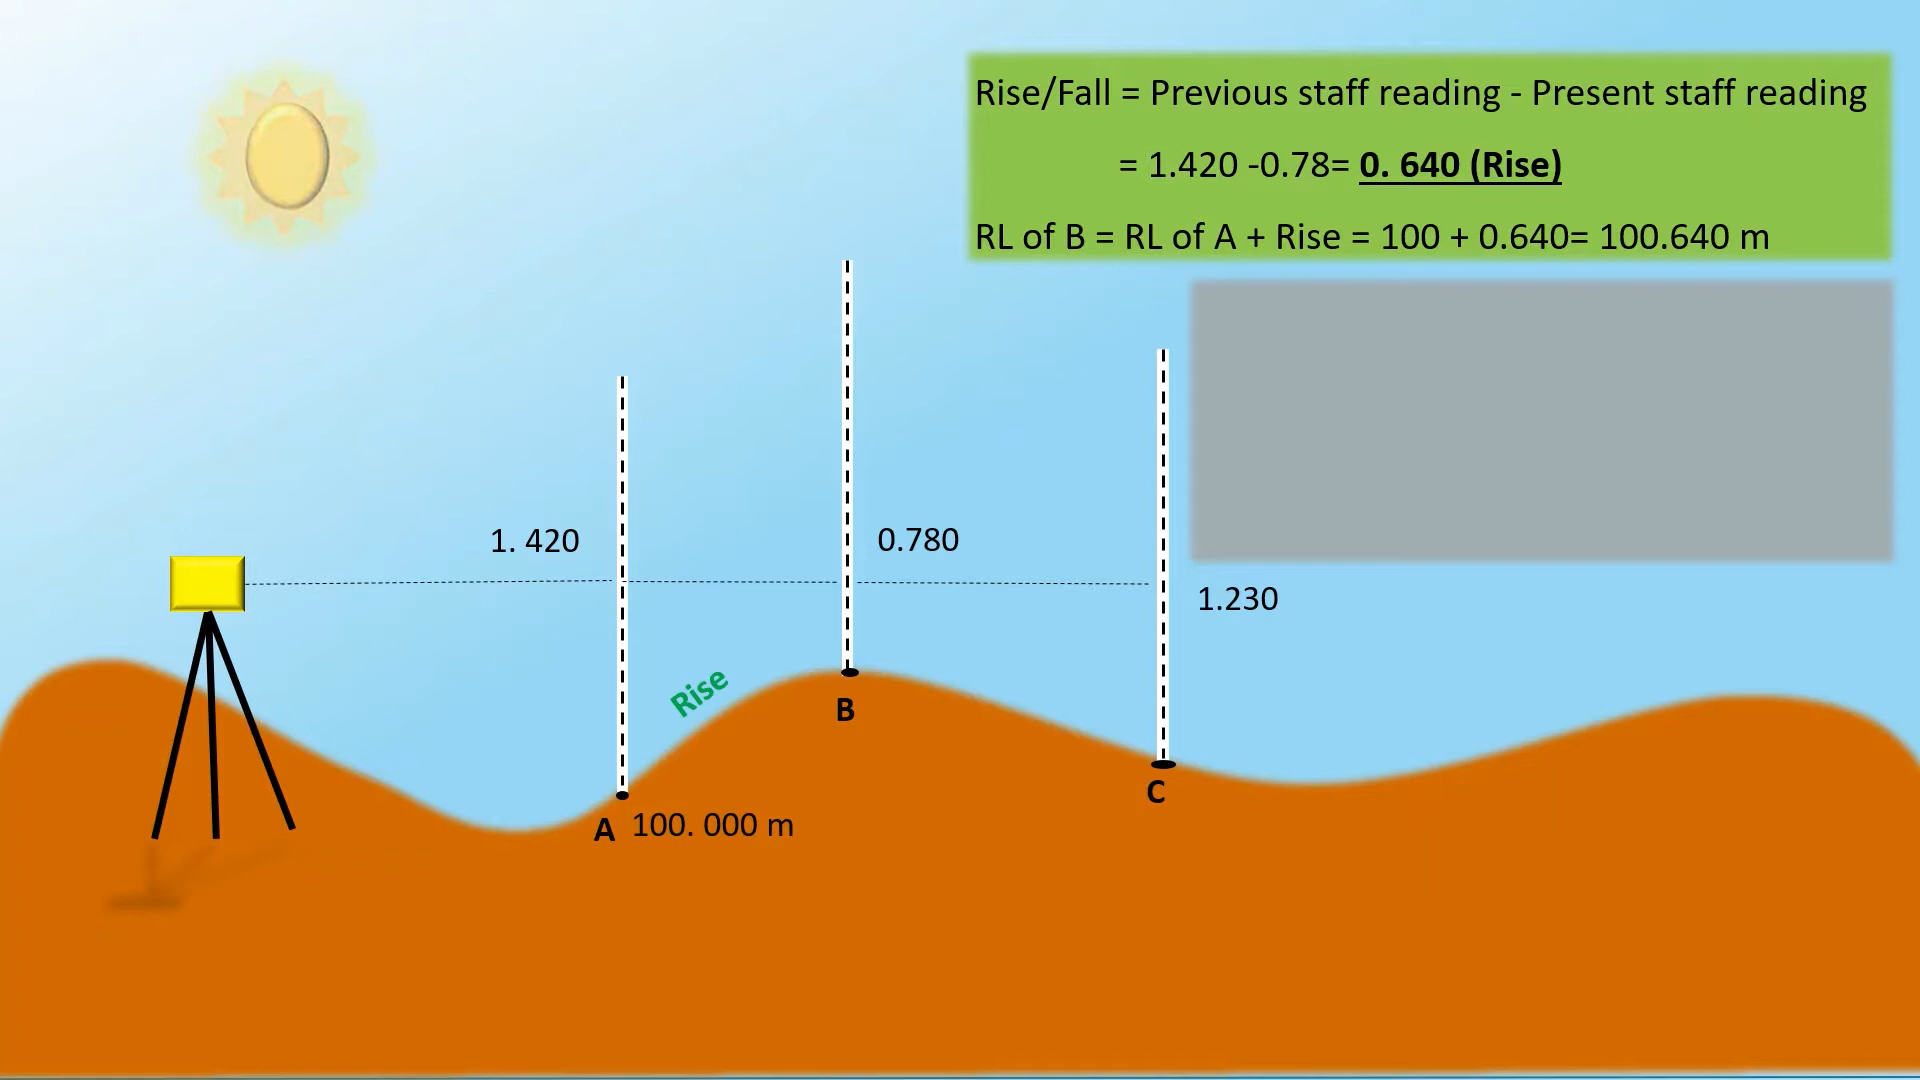 Rise/Fall = Previous staff reading - Present staff reading
= 1.420 -0.78= 0. 640 (Rise)
RL of B = RL of A + Rise = 100 + 0.640= 100.640 m
1. 420
0.780
1.230
Rise
B
C
A 100. 000 m